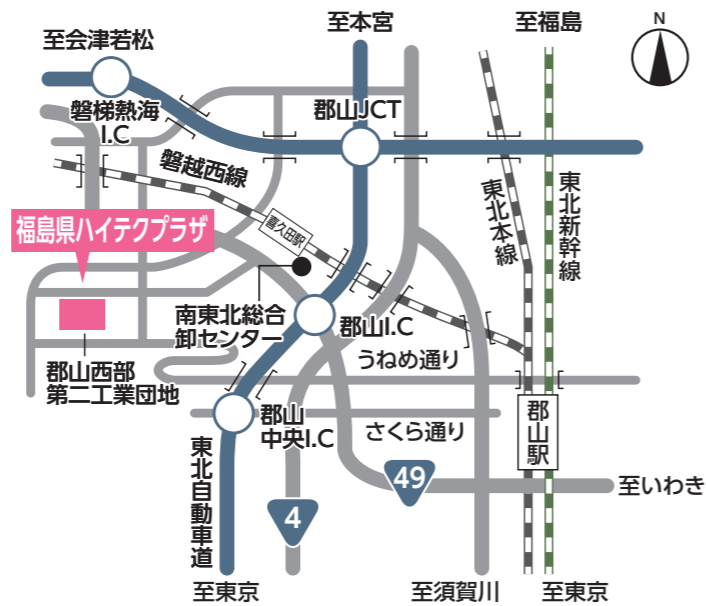 N
至会津若松
至本宮
至福島
磐梯熱海
I.C
郡山JCT
磐越西線
喜久田駅
東北本線
東北新幹線
福島県ハイテクプラザ
南東北総合
卸センター
郡山I.C
うねめ通り
郡山西部
第二工業団地
郡山
中央I.C
さくら通り
郡山駅
東北自動車道
49
4
至いわき
至東京
至須賀川
至東京